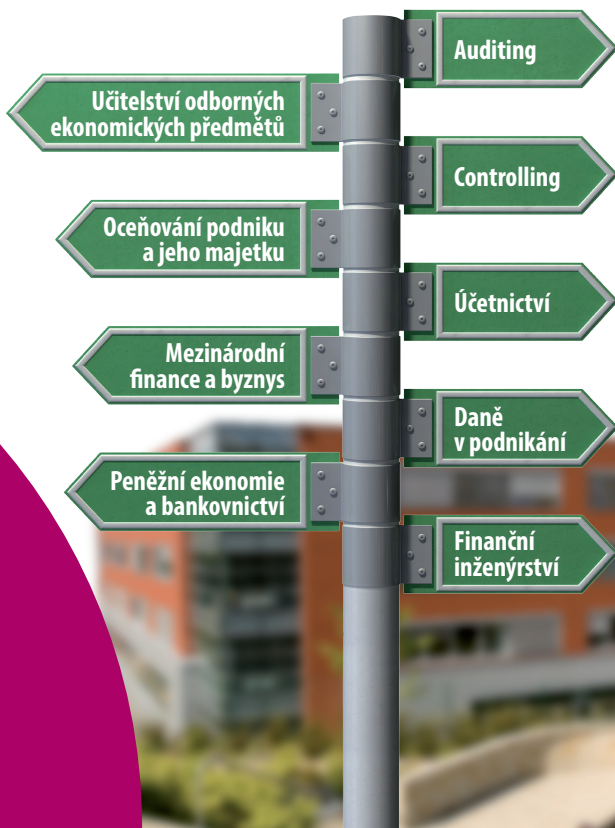 Auditing
Učitelství odborných
ekonomických předmětů
Controlling
Oceňování podniku
a jeho majetku
Účetnictví
Mezinárodní
finance a byznys
Daně
v podnikání
Peněžní ekonomie
a bankovnictví
Finanční
inženýrství